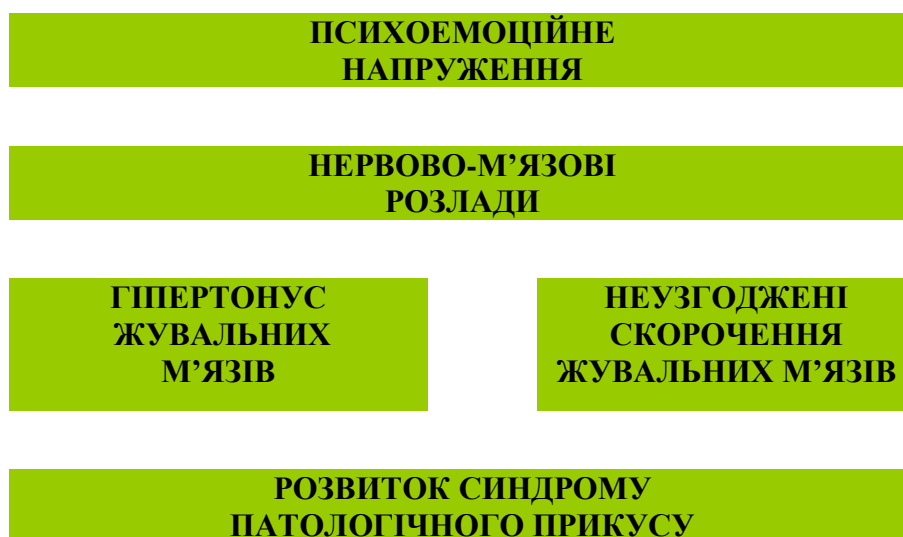 ПСИХОЕМОЦІЙНЕ
НАПРУЖЕННЯ
НЕРВОВО-М’ЯЗОВІ
РОЗЛАДИ
ГІПЕРТОНУС
ЖУВАЛЬНИХ
М’ЯЗІВ
НЕУЗГОДЖЕНІ
СКОРОЧЕННЯ
ЖУВАЛЬНИХ М’ЯЗІВ
РОЗВИТОК СИНДРОМУ
ПАТОЛОГІЧНОГО ПРИКУСУ